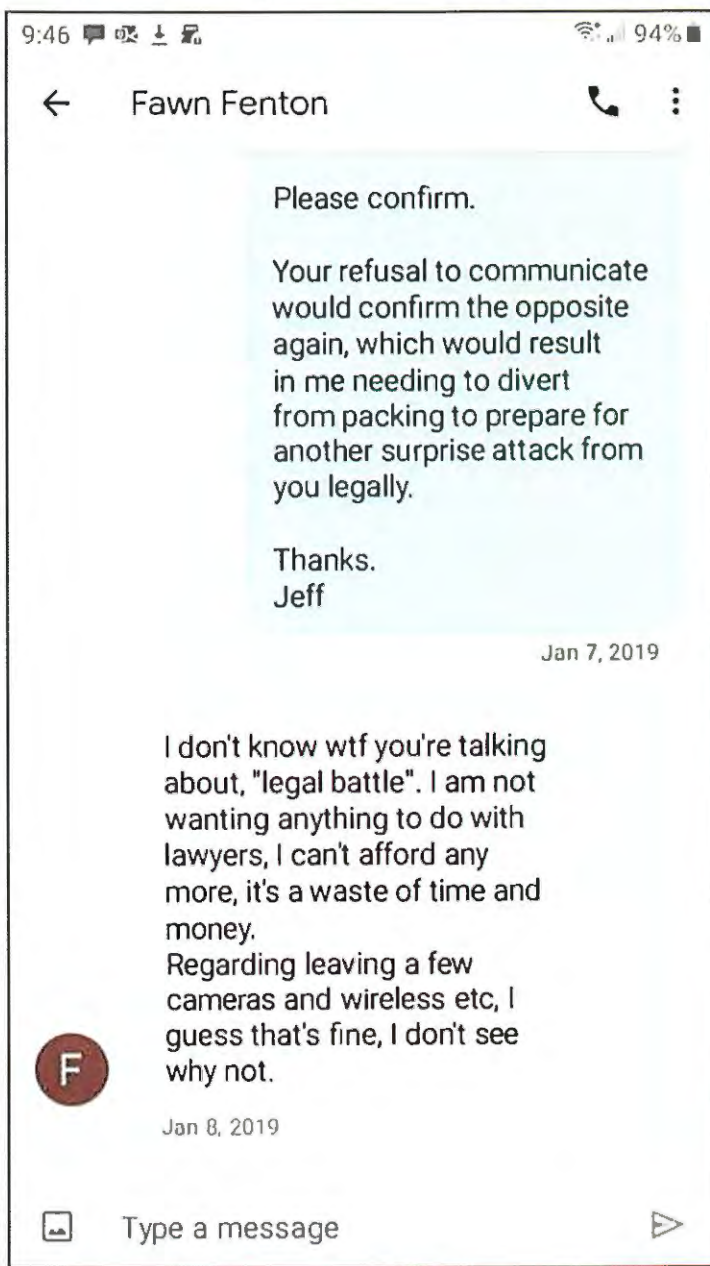 9:46 94%
Fawn Fenton
Please confirm.
Your refusal to communicate
would confirm the opposite
again, which would result
in me needing to divert
from packing to prepare for
another surprise attack from
you legally.
Thanks.
Jeff
Jan 7, 2019
I don't know wtf you're talking
about, "legal battle". I am not
wanting anything to do with
lawyers, I can't afford any
more, it's a waste of time and
money.
Regarding leaving a few
cameras and wireless etc, I
guess that's fine, I don't see
why not.
F
Jan 8, 2019
Type a message